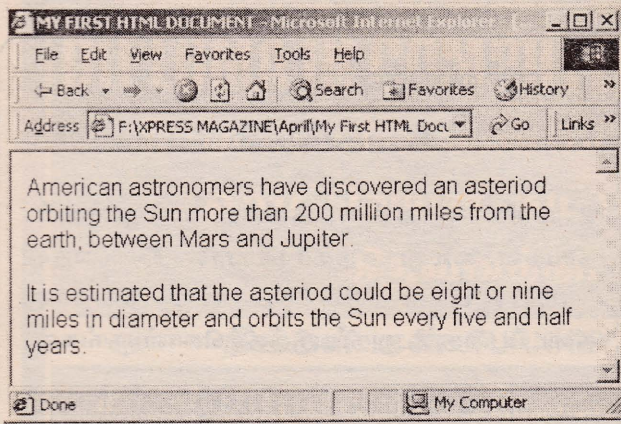 MY FIRST HTML DOCUMENT - Microsoft Internet Explorer - [...
File Edit View Favorites Tools Help
Back Search Favorites History »
Address F:\XPRESS MAGAZINE\April\My First HTML Docu Go Links »
American astronomers have discovered an asteriod
orbiting the Sun more than 200 million miles from the
earth, between Mars and Jupiter.
It is estimated that the asteriod could be eight or nine
miles in diameter and orbits the Sun every five and half
years.
Done My Computer